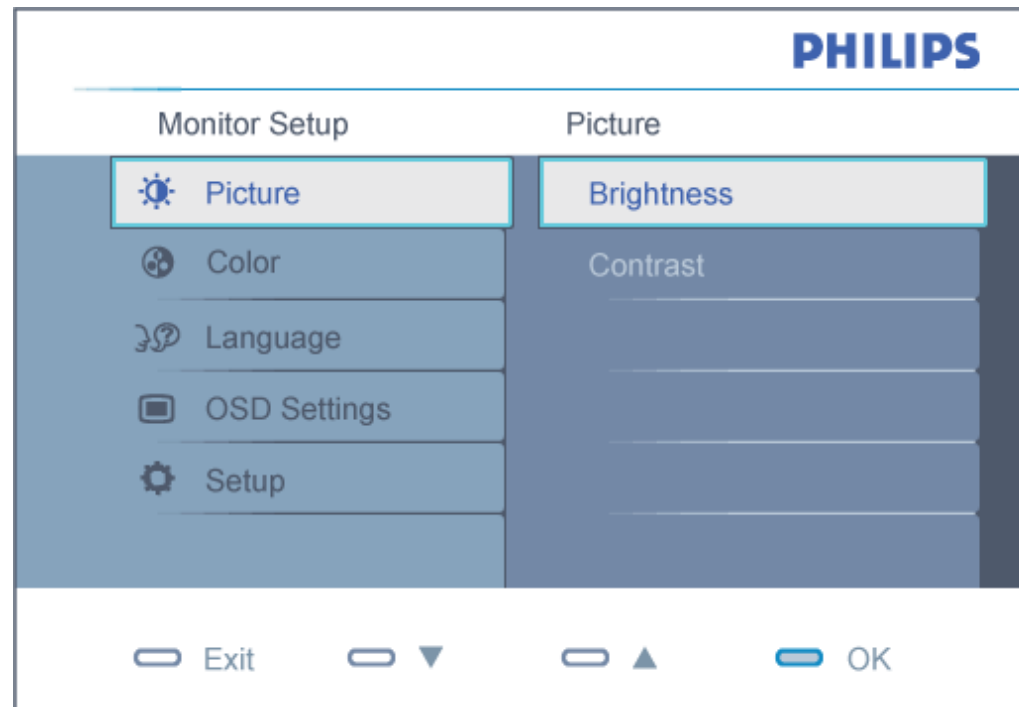 PHILIPS
Monitor Setup Picture
Picture Brightness
Color Contrast
Language
OSD Settings
Setup
Exit ▼ ▲ OK